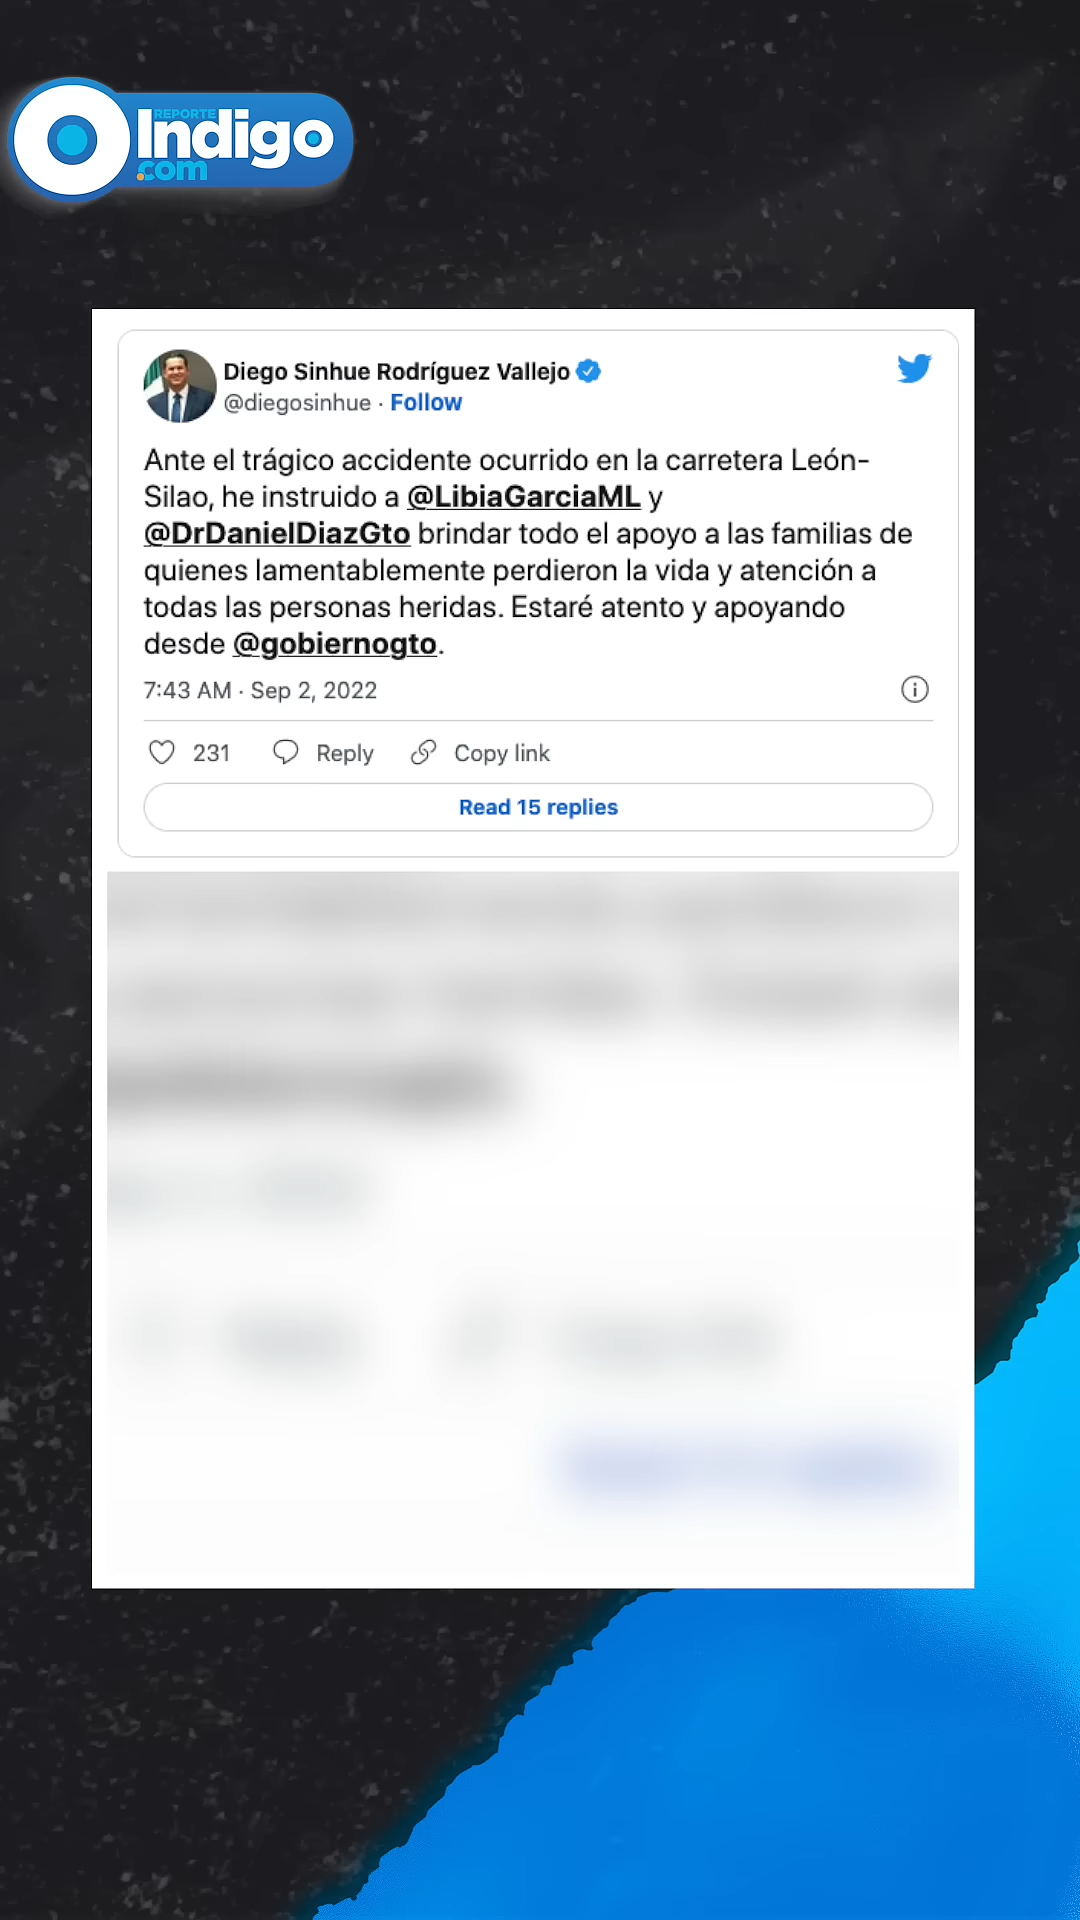 REPORTE
Indigo
.com
Diego Sinhue Rodríguez Vallejo
@diegosinhue · Follow
Ante el trágico accidente ocurrido en la carretera León-
Silao, he instruido a @LibiaGarciaML y
@DrDanielDiazGto brindar todo el apoyo a las familias de
quienes lamentablemente perdieron la vida y atención a
todas las personas heridas. Estaré atento y apoyando
desde @gobiernogto.
7:43 AM · Sep 2, 2022
231 Reply Copy link
Read 15 replies